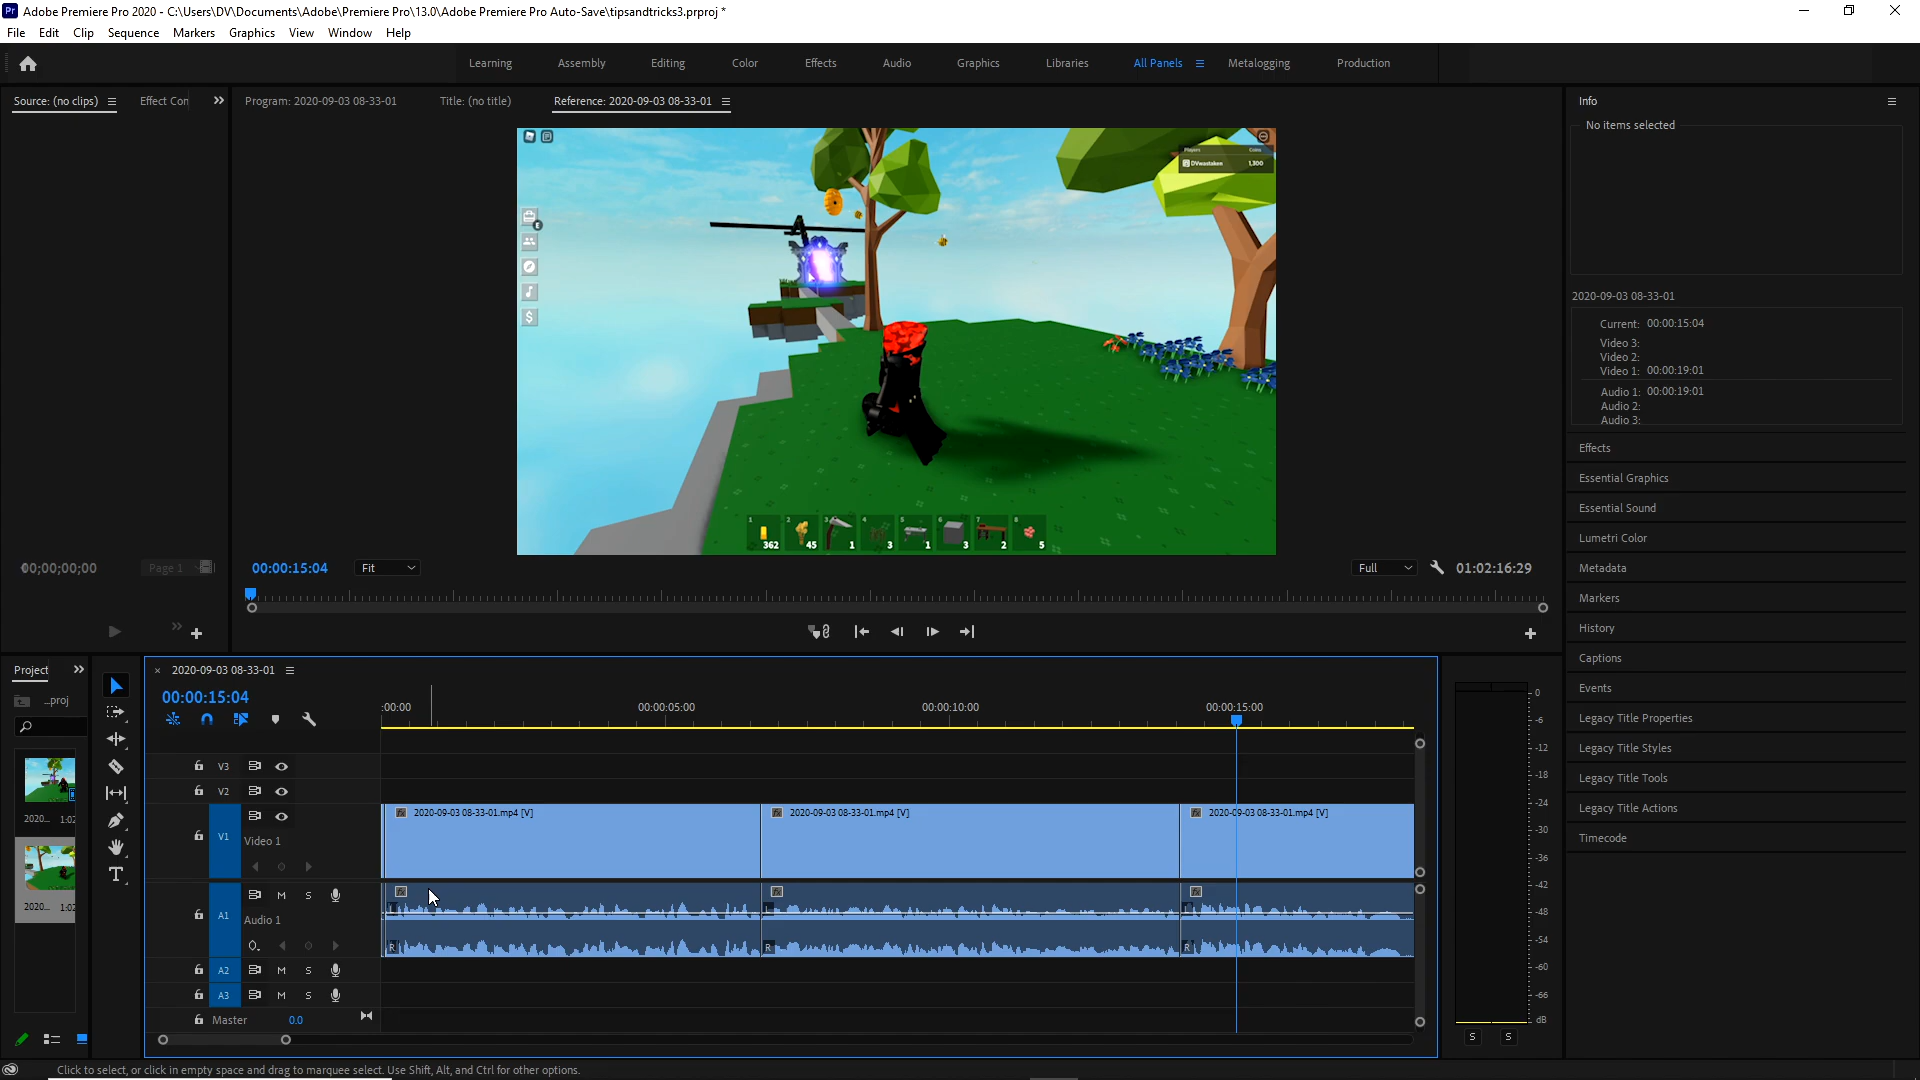 Adobe Premiere Pro 2020 - C:\Users\DV\Documents\Adobe\Premiere Pro\13.0\Adobe Premiere Pro Auto-Save\tipsandtricks3.prproj *
File Edit Clip Sequence Markers Graphics View Window Help
Learning Assembly Editing Color Effects Audio Graphics Libraries All Panels Metalogging Production
Source: (no clips) Effect Con
Program: 2020-09-03 08-33-01 Title: (no title) Reference: 2020-09-03 08-33-01
Info
No items selected
Players Coins
DVwastaken 1,300
E
$
1 2 3 4 5 6 7 8
362 45 1 3 1 3 2 5
2020-09-03 08-33-01
Current: 00:00:15:04
Video 3:
Video 2:
Video 1: 00:00:19:01
Audio 1: 00:00:19:01
Audio 2:
Audio 3:
Effects
Essential Graphics
Essential Sound
Lumetri Color
Metadata
Markers
History
Captions
Events
Legacy Title Properties
Legacy Title Styles
Legacy Title Tools
Legacy Title Actions
Timecode
00;00;00;00 Page 1
00:00:15:04 Fit Full 01:02:16:29
Project
...proj
2020... 1:02
2020... 1:02
2020-09-03 08-33-01
00:00:15:04
:00:00 00:00:05:00 00:00:10:00 00:00:15:00
V3
V2
V1 Video 1
2020-09-03 08-33-01.mp4 [V] 2020-09-03 08-33-01.mp4 [V] 2020-09-03 08-33-01.mp4 [V]
A1 M S
Audio 1
L L L
R R R
A2 M S
A3 M S
Master 0.0
0
-6
-12
-18
-24
-30
-36
-42
-48
-54
-60
-66
dB
S S
Click to select, or click in empty space and drag to marquee select. Use Shift, Alt, and Ctrl for other options.